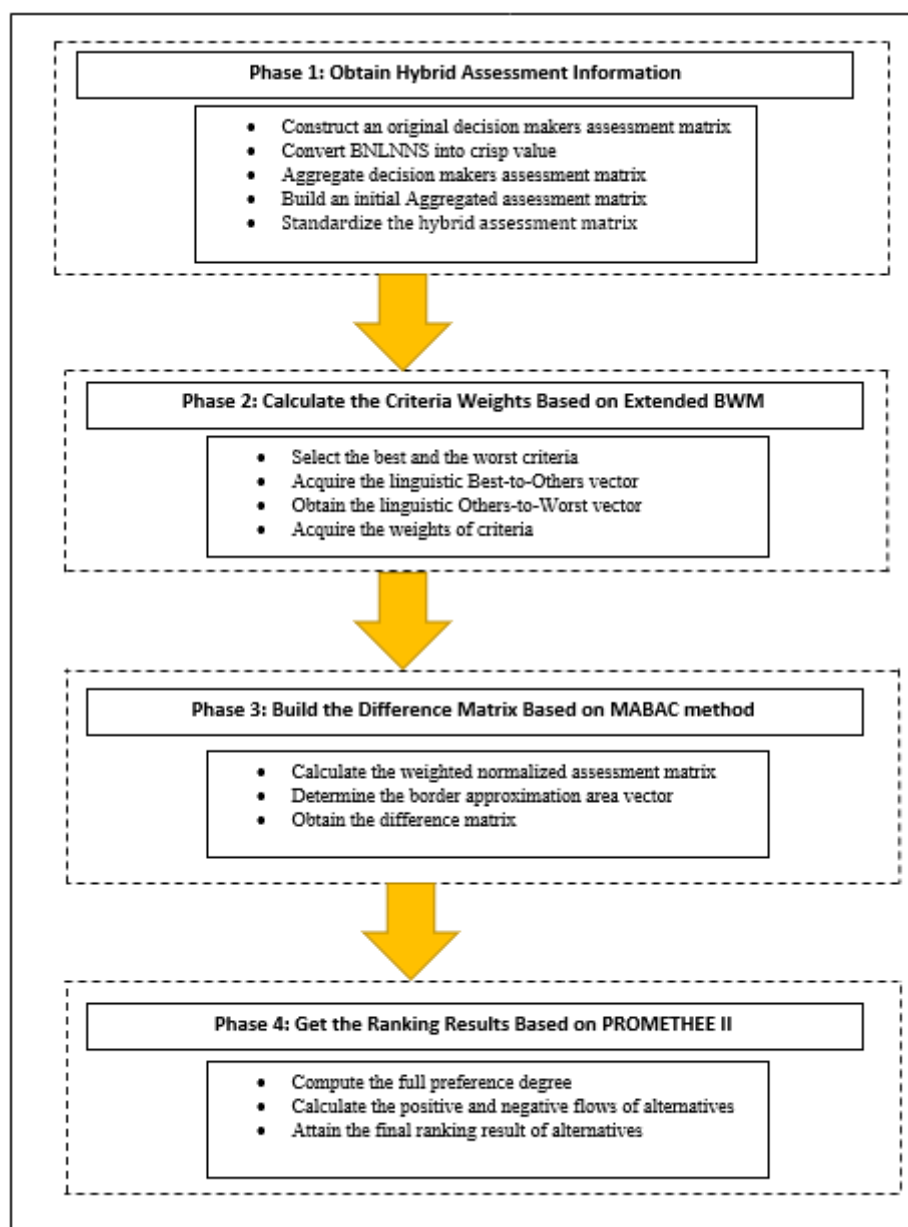 Phase 1: Obtain Hybrid Assessment Information
• Construct an original decision makers assessment matrix
• Convert BNLNNS into crisp value
• Aggregate decision makers assessment matrix
• Build an initial Aggregated assessment matrix
• Standardize the hybrid assessment matrix
Phase 2: Calculate the Criteria Weights Based on Extended BWM
• Select the best and the worst criteria
• Acquire the linguistic Best-to-Others vector
• Obtain the linguistic Others-to-Worst vector
• Acquire the weights of criteria
Phase 3: Build the Difference Matrix Based on MABAC method
• Calculate the weighted normalized assessment matrix
• Determine the border approximation area vector
• Obtain the difference matrix
Phase 4: Get the Ranking Results Based on PROMETHEE II
• Compute the full preference degree
• Calculate the positive and negative flows of alternatives
• Attain the final ranking result of alternatives